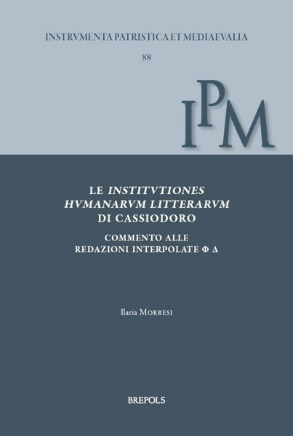 INSTRVMENTA PATRISTICA ET MEDIAEVALIA
88
IPM
LE INSTITVTIONES
HVMANARVM LITTERARVM
DI CASSIODORO
COMMENTO ALLE
REDAZIONI INTERPOLATE Φ Δ
Ilaria MORRESI
BREPOLS